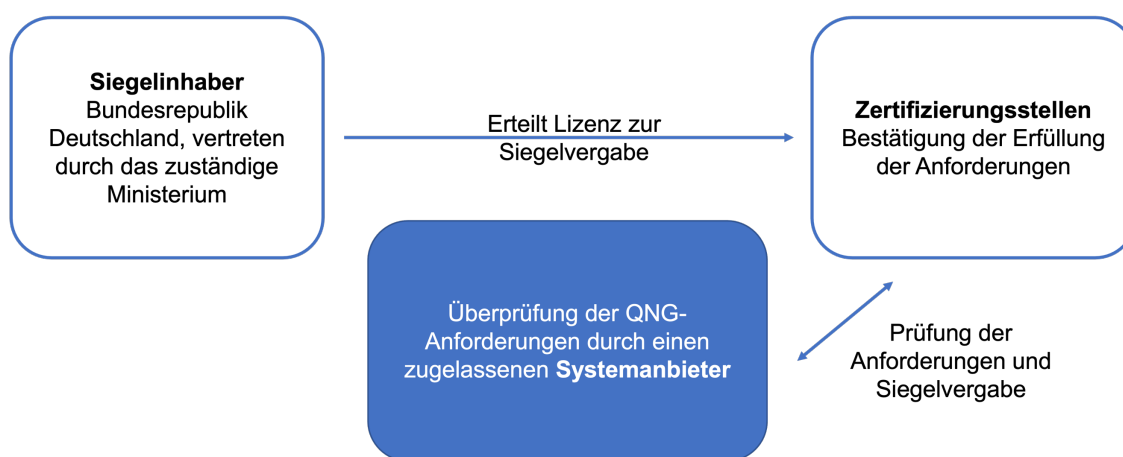 Siegelinhaber
Bundesrepublik
Deutschland, vertreten
durch das zuständige
Ministerium
Erteilt Lizenz zur
Siegelvergabe
Zertifizierungsstellen
Bestätigung der Erfüllung
der Anforderungen
Überprüfung der QNG-
Anforderungen durch einen
zugelassenen Systemanbieter
Prüfung der
Anforderungen und
Siegelvergabe